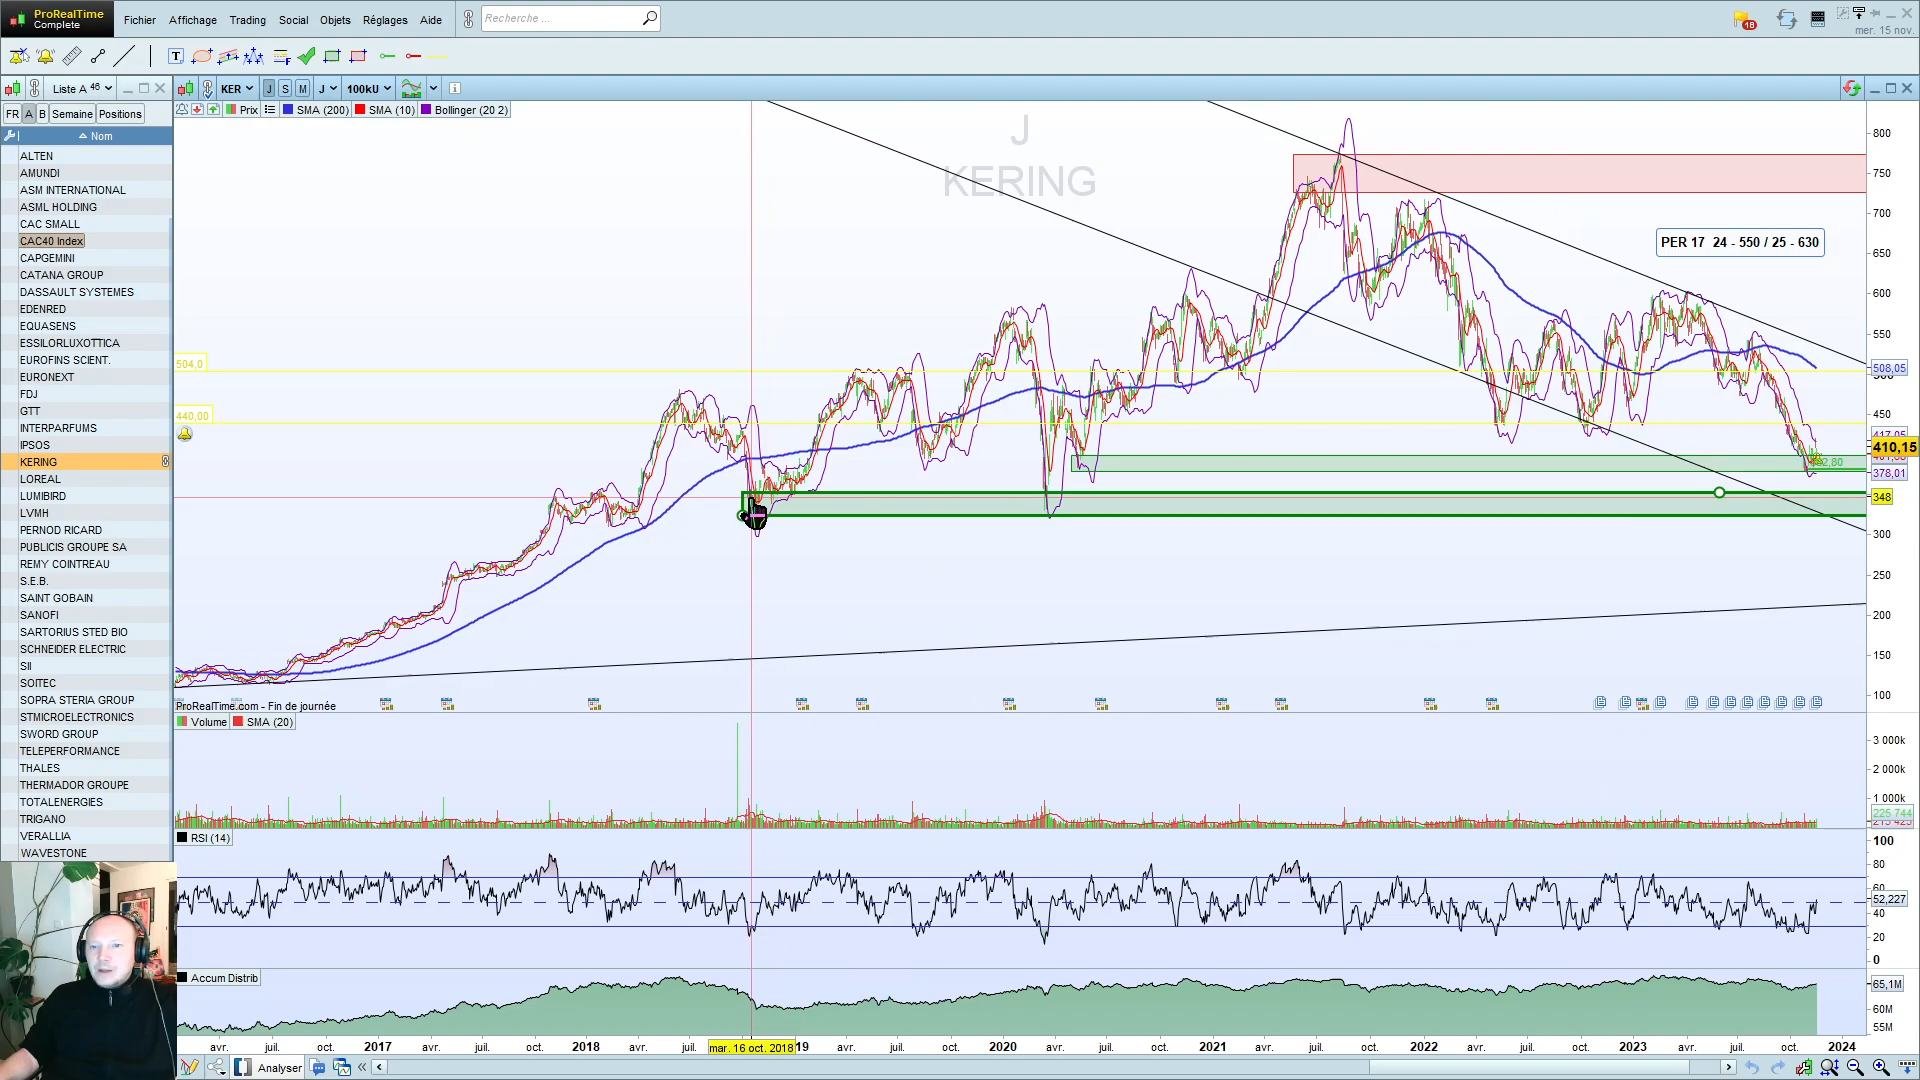 ProRealTime
Complete
Fichier Affichage Trading Social Objets Réglages Aide
Recherche ...
18
mer. 15 nov.
Liste A 46
KER J S M J 100kU
FR A B Semaine Positions
Prix SMA (200) SMA (10) Bollinger (20 2)
Nom
ALTEN
AMUNDI
ASM INTERNATIONAL
ASML HOLDING
CAC SMALL
CAC40 Index
CAPGEMINI
CATANA GROUP
DASSAULT SYSTEMES
EDENRED
EQUASENS
ESSILORLUXOTTICA
EUROFINS SCIENT.
EURONEXT
FDJ
GTT
INTERPARFUMS
IPSOS
KERING
LOREAL
LUMIBIRD
LVMH
PERNOD RICARD
PUBLICIS GROUPE SA
REMY COINTREAU
S.E.B.
SAINT GOBAIN
SANOFI
SARTORIUS STED BIO
SCHNEIDER ELECTRIC
SII
SOITEC
SOPRA STERIA GROUP
STMICROELECTRONICS
SWORD GROUP
TELEPERFORMANCE
THALES
THERMADOR GROUPE
TOTALENERGIES
TRIGANO
VERALLIA
WAVESTONE
J
KERING
PER 17 24 - 550 / 25 - 630
504,0
440,00
800
750
700
650
600
550
508,05
450
410,15
378,01
348
300
250
200
150
100
ProRealTime.com - Fin de journée
Volume SMA (20)
3 000k
2 000k
1 000k
225 744
RSI (14)
100
80
60
52,227
40
20
0
Accum Distrib
65,1M
60M
55M
avr. juil. oct. 2017 avr. juil. oct. 2018 avr. juil. mar. 16 oct. 2018 19 avr. juil. oct. 2020 avr. juil. oct. 2021 avr. juil. oct. 2022 avr. juil. oct. 2023 avr. juil. oct. 2024
Analyser